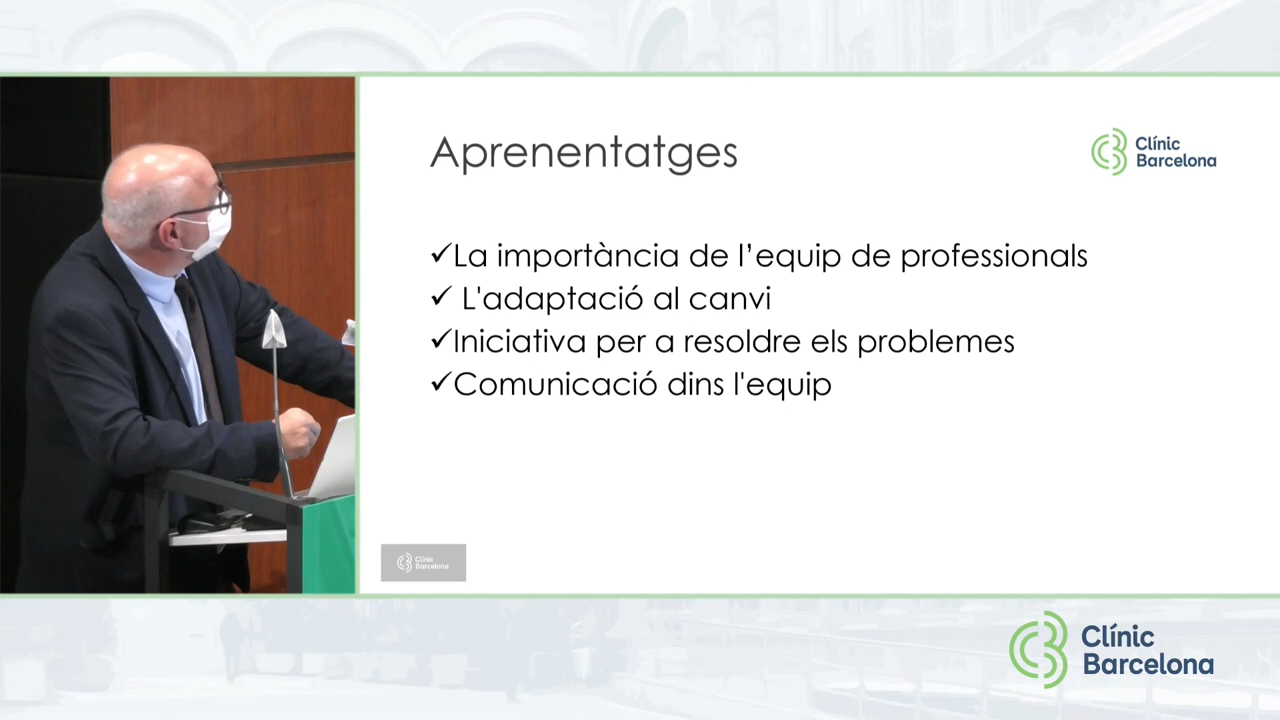 Aprenentatges
Clínic
Barcelona
✓La importància de l’equip de professionals
✓ L'adaptació al canvi
✓Iniciativa per a resoldre els problemes
✓Comunicació dins l'equip
Clínic
Barcelona
Clínic
Barcelona